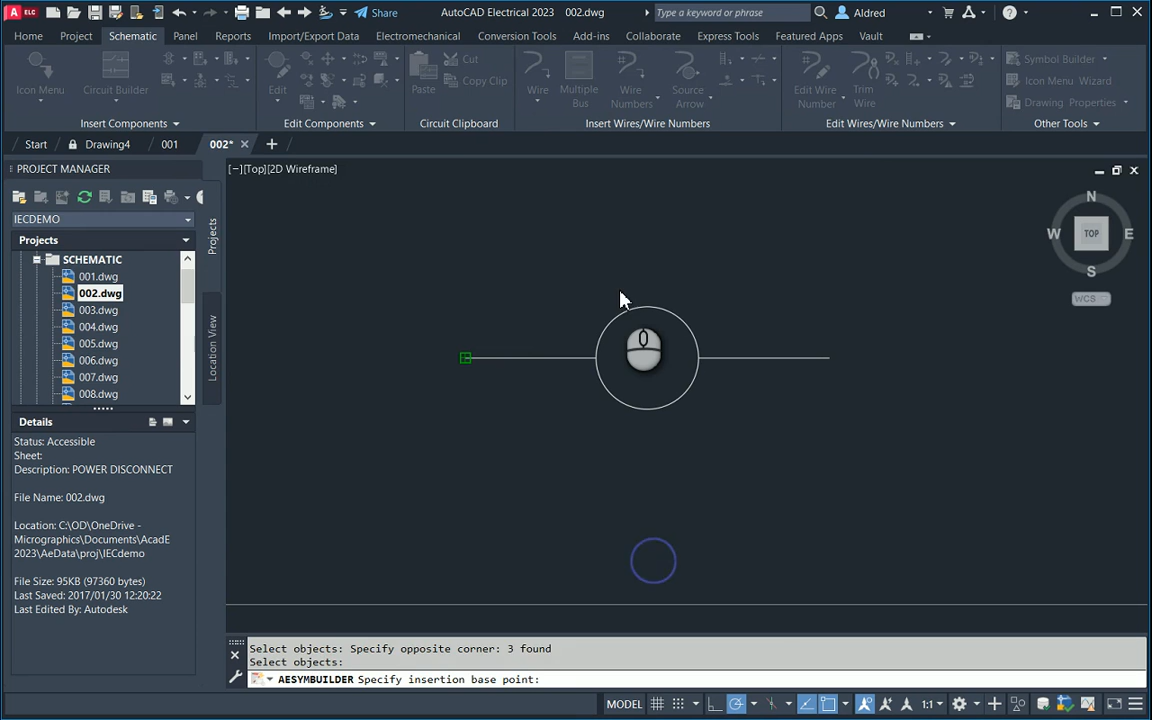 A ELC Share AutoCAD Electrical 2023 002.dwg Type a keyword or phrase Aldred
Home Project Schematic Panel Reports Import/Export Data Electromechanical Conversion Tools Add-ins Collaborate Express Tools Featured Apps Vault
Icon Menu Circuit Builder Edit Paste Cut Copy Clip Wire Multiple Bus Wire Numbers Source Arrow Edit Wire Number Trim Wire Symbol Builder Icon Menu Wizard Drawing Properties
Insert Components Edit Components Circuit Clipboard Insert Wires/Wire Numbers Edit Wires/Wire Numbers Other Tools
Start Drawing4 001 002*
PROJECT MANAGER
[−][Top][2D Wireframe]
IECDEMO
Projects
SCHEMATIC
001.dwg
002.dwg
003.dwg
004.dwg
005.dwg
006.dwg
007.dwg
008.dwg
Projects
Location View
N
W TOP E
S
WCS
Details
Status: Accessible
Sheet:
Description: POWER DISCONNECT
File Name: 002.dwg
Location: C:\OD\OneDrive -
Micrographics\Documents\AcadE
2023\AeData\proj\IECdemo
File Size: 95KB (97360 bytes)
Last Saved: 2017/01/30 12:20:22
Last Edited By: Autodesk
Select objects: Specify opposite corner: 3 found
Select objects:
AESYMBUILDER Specify insertion base point:
MODEL 1:1